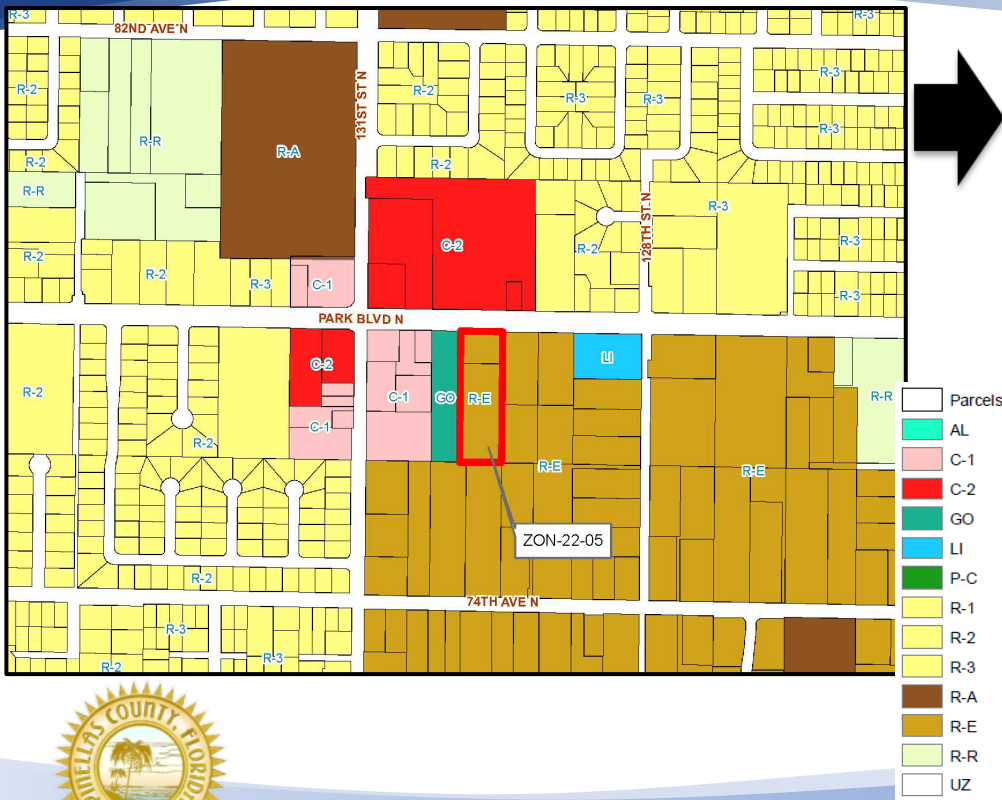 R-3
82ND AVE N
R-3
R-2
R-R
R-A
131ST ST N
R-2
R-3
R-3
R-3
R-3
R-2
R-2
R-R
R-3
C-2
R-2
128TH ST N
R-3
R-2
R-2
R-3
C-1
R-3
PARK BLVD N
C-2
LI
R-2
C-1
GO
R-E
R-R
C-1
R-2
R-E
R-E
ZON-22-05
R-2
74TH AVE N
R-3
R-2
R-3
Parcels
AL
C-1
C-2
GO
LI
P-C
R-1
R-2
R-3
R-A
R-E
R-R
UZ
COUNTY, FLORID